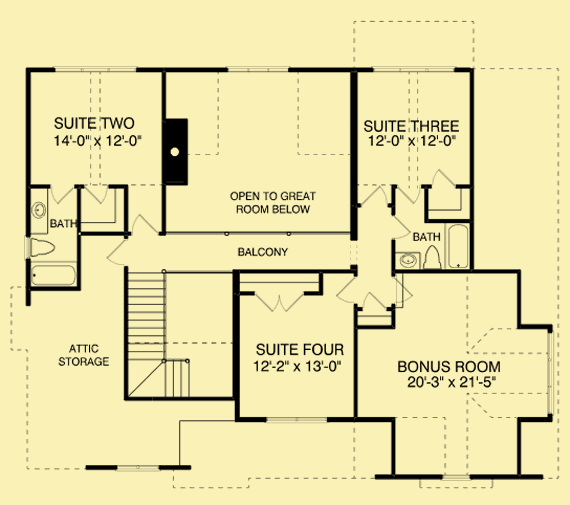 SUITE TWO
14'-0" x 12'-0"
SUITE THREE
12'-0" x 12'-0"
OPEN TO GREAT
ROOM BELOW
BATH
BATH
BALCONY
ATTIC
STORAGE
SUITE FOUR
12'-2" x 13'-0"
BONUS ROOM
20'-3" x 21'-5"